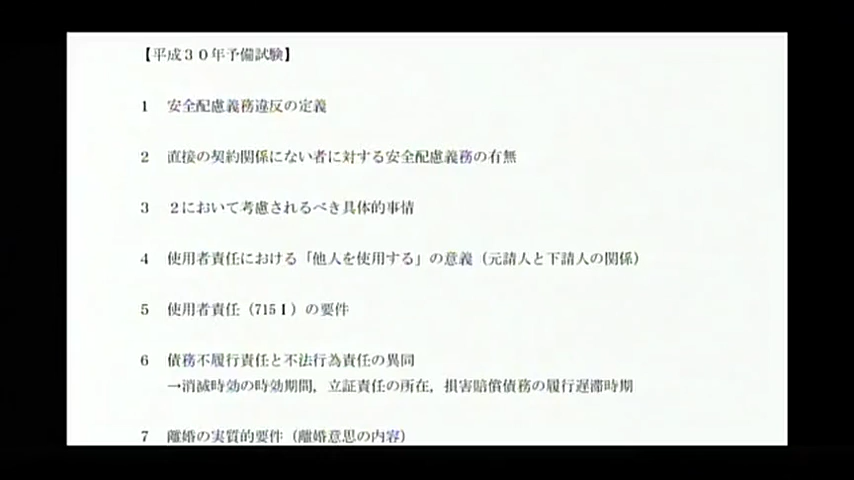 【平成３０年予備試験】
１ 安全配慮義務違反の定義
２ 直接の契約関係にない者に対する安全配慮義務の有無
３ ２において考慮されるべき具体的事情
４ 使用者責任における「他人を使用する」の意義（元請人と下請人の関係）
５ 使用者責任（715Ⅰ）の要件
６ 債務不履行責任と不法行為責任の異同
→消滅時効の時効期間，立証責任の所在，損害賠償債務の履行遅滞時期
７ 離婚の実質的要件（離婚意思の内容）